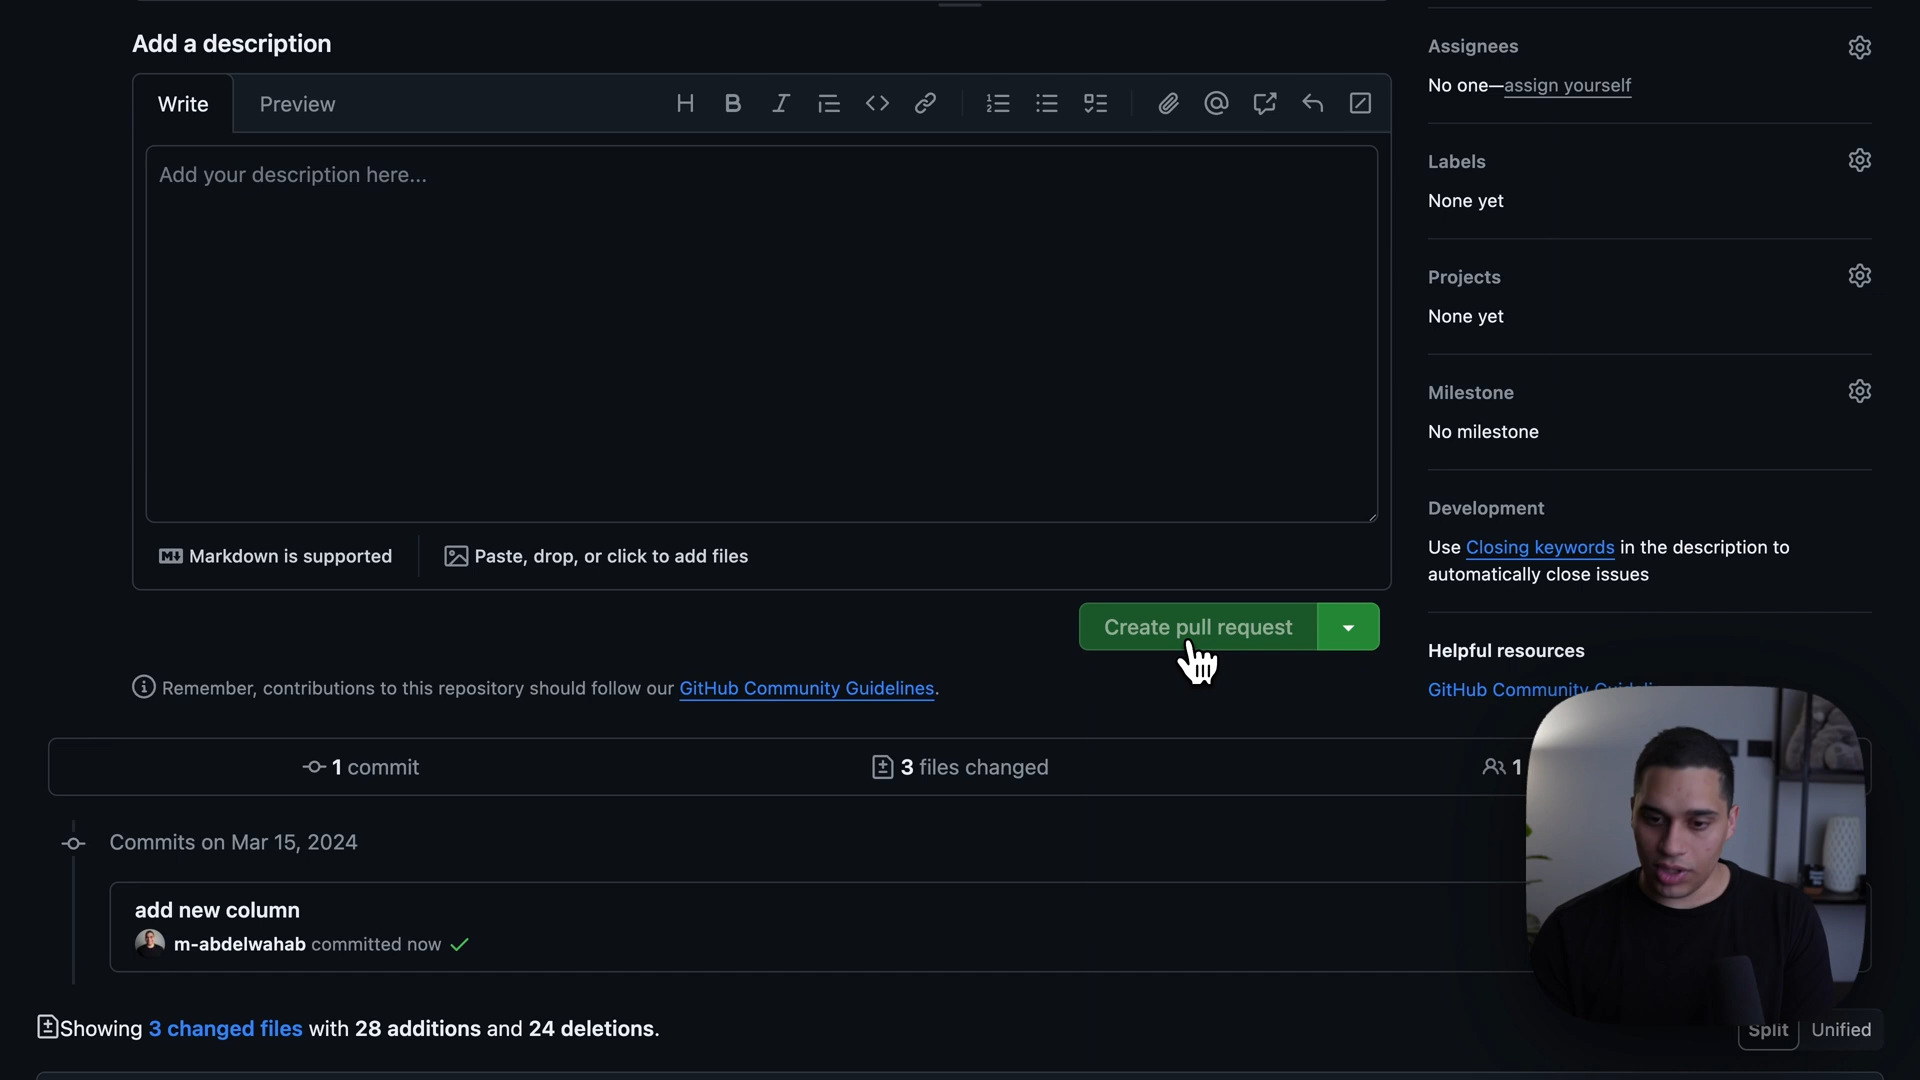 Add a description
Assignees
No one—assign yourself
Write
Preview
Add your description here...
Labels
None yet
Projects
None yet
Milestone
No milestone
Development
Use Closing keywords in the description to
automatically close issues
Markdown is supported
Paste, drop, or click to add files
Create pull request
Helpful resources
Remember, contributions to this repository should follow our GitHub Community Guidelines.
GitHub Community
1 commit
3 files changed
1
Commits on Mar 15, 2024
add new column
m-abdelwahab committed now
Showing 3 changed files with 28 additions and 24 deletions.
Split
Unified